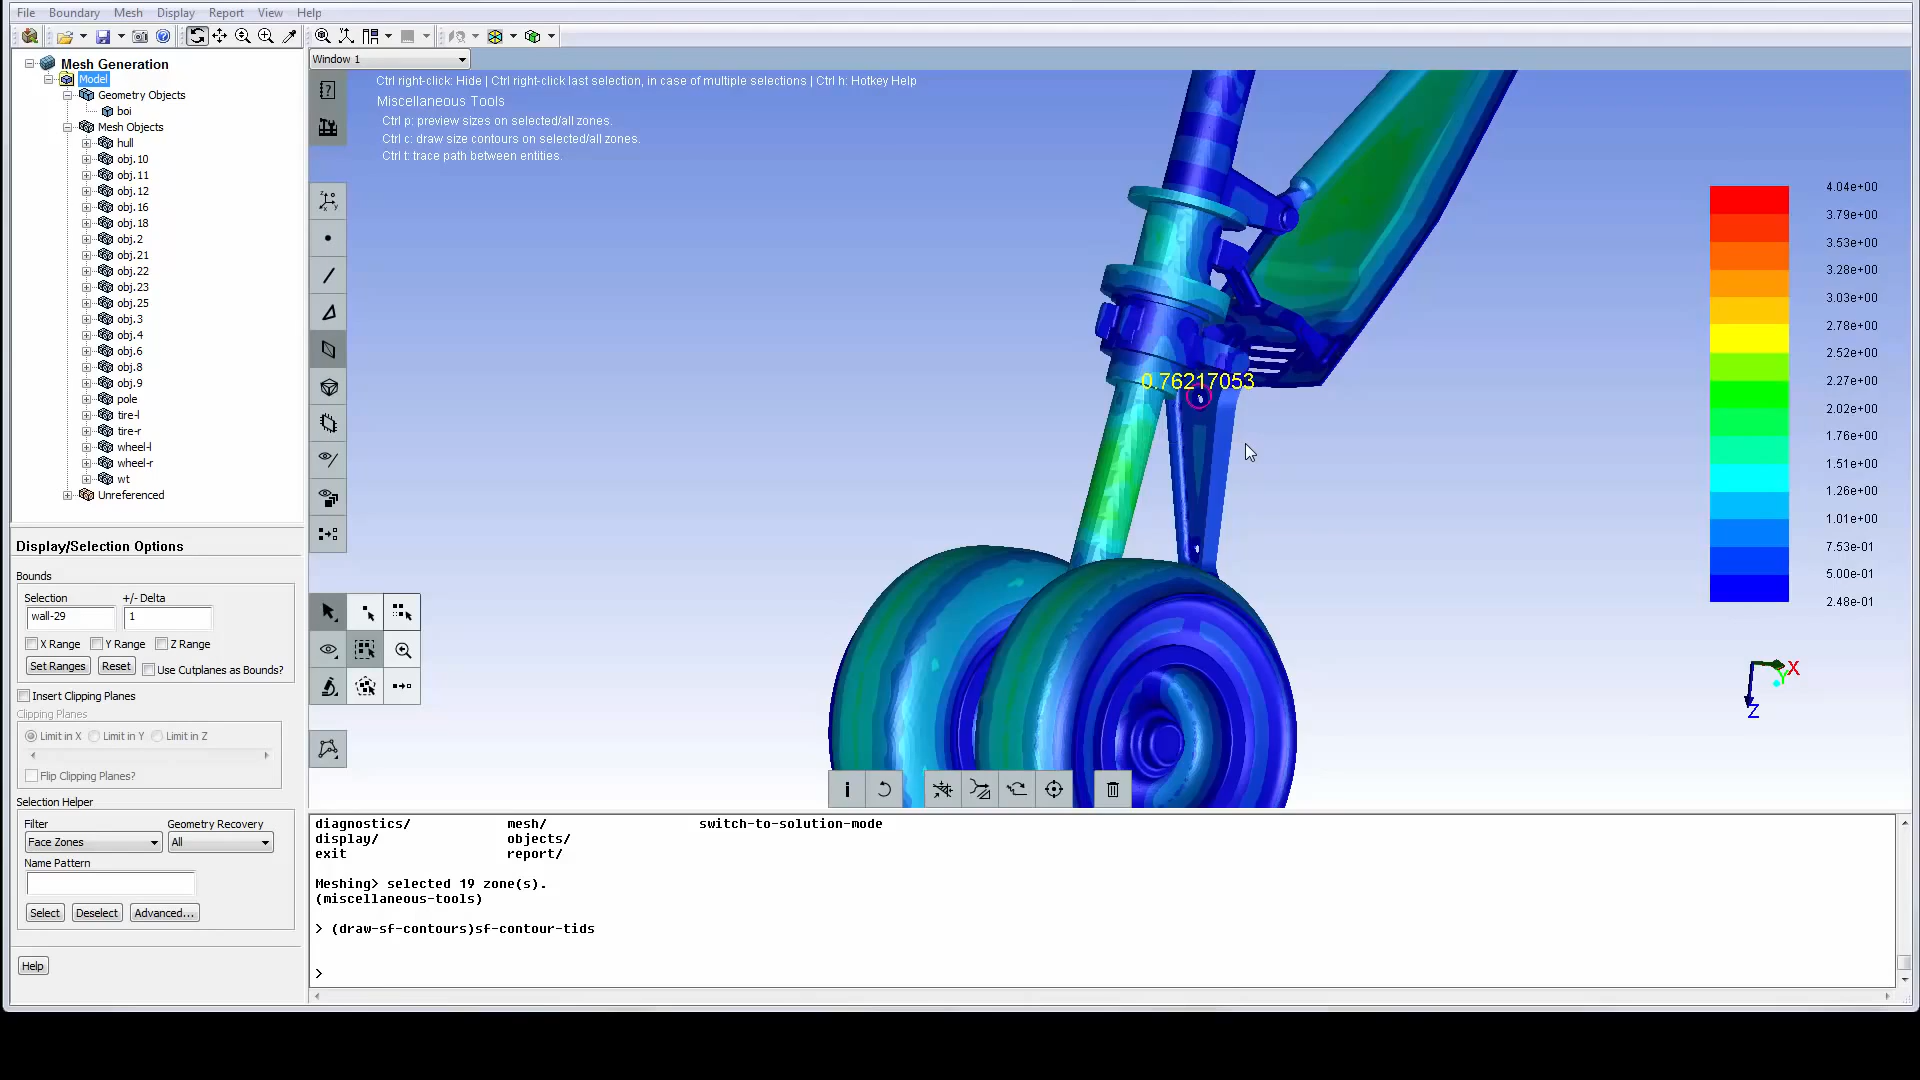 File Boundary Mesh Display Report View Help
Mesh Generation
Model
Geometry Objects
boi
Mesh Objects
hull
obj.10
obj.11
obj.12
obj.16
obj.18
obj.2
obj.21
obj.22
obj.23
obj.25
obj.3
obj.4
obj.6
obj.8
obj.9
pole
tire-l
tire-r
wheel-l
wheel-r
wt
Unreferenced
Display/Selection Options
Bounds
Selection +/- Delta
wall-29 1
X Range Y Range Z Range
Set Ranges Reset Use Cutplanes as Bounds?
Insert Clipping Planes
Clipping Planes
Limit in X Limit in Y Limit in Z
Flip Clipping Planes?
Selection Helper
Filter Geometry Recovery
Face Zones All
Name Pattern
Select Deselect Advanced...
Help
Window 1
Ctrl right-click: Hide | Ctrl right-click last selection, in case of multiple selections | Ctrl h: Hotkey Help
Miscellaneous Tools
Ctrl p: preview sizes on selected/all zones.
Ctrl c: draw size contours on selected/all zones.
Ctrl t: trace path between entities.
0.76217053
4.04e+00
3.79e+00
3.53e+00
3.28e+00
3.03e+00
2.78e+00
2.52e+00
2.27e+00
2.02e+00
1.76e+00
1.51e+00
1.26e+00
1.01e+00
7.53e-01
5.00e-01
2.48e-01
X
Y
Z
diagnostics/ mesh/ switch-to-solution-mode
display/ objects/
exit report/
Meshing> selected 19 zone(s).
(miscellaneous-tools)
> (draw-sf-contours)sf-contour-tids
>